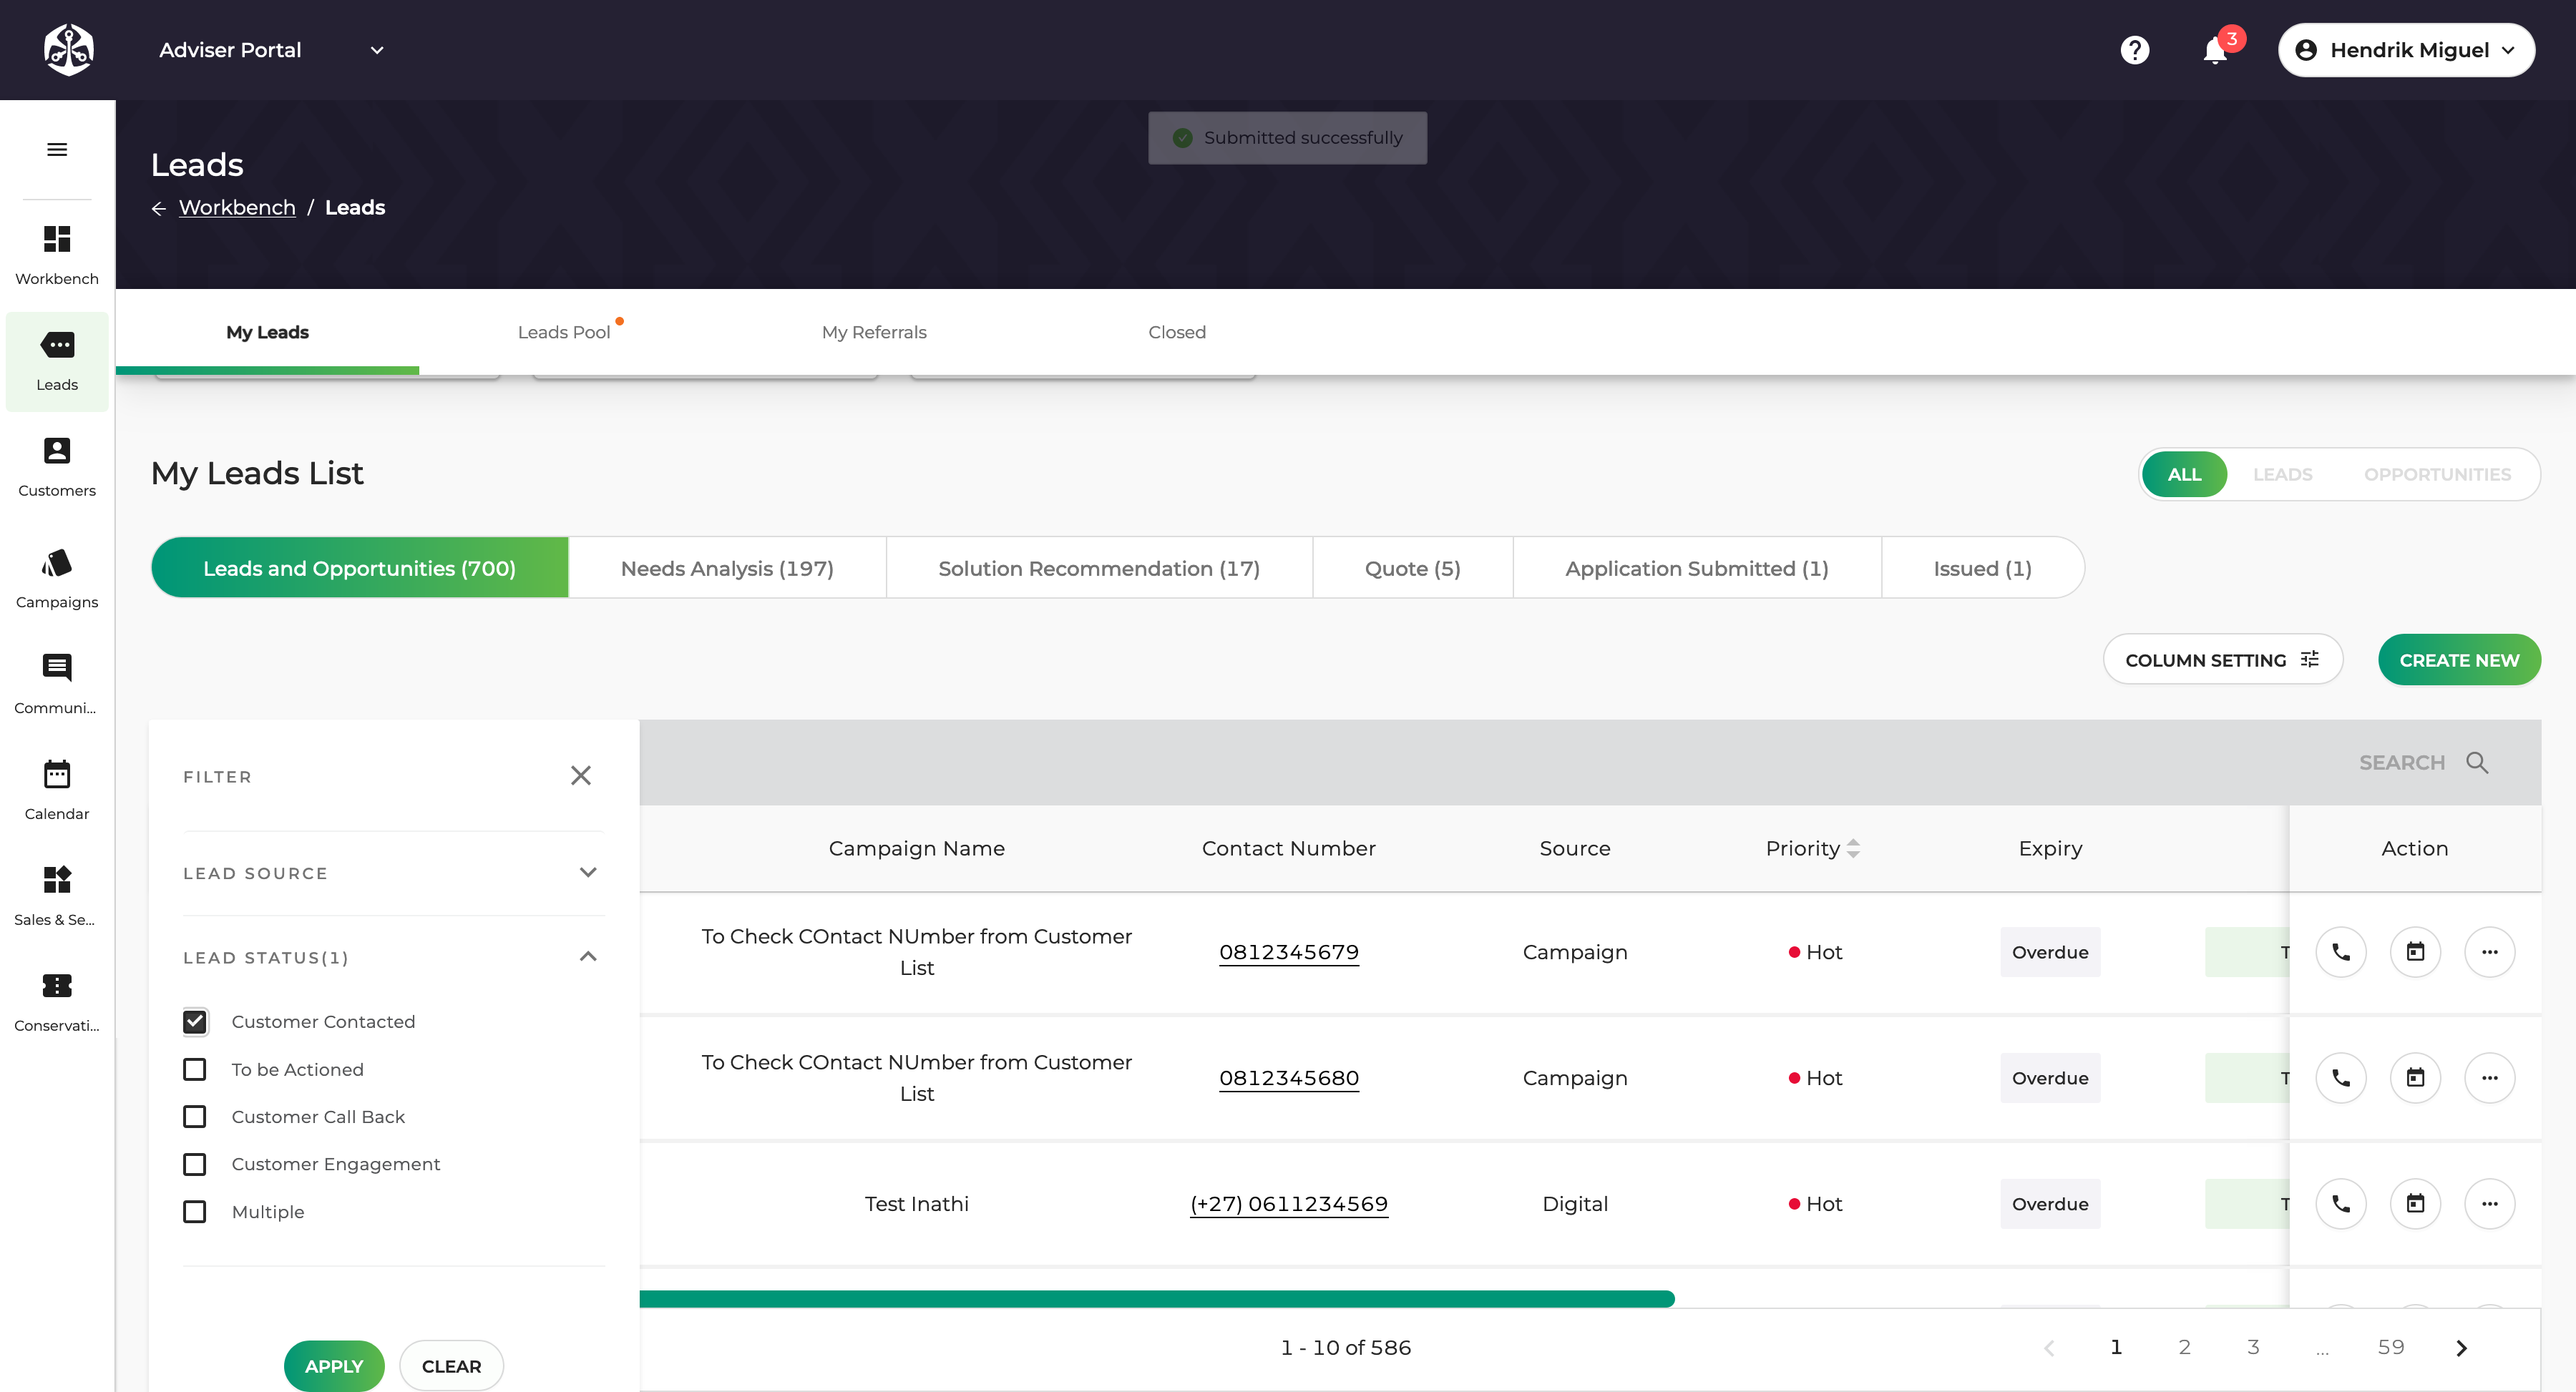 Adviser Portal
3
Hendrik Miguel
Submitted successfully
Leads
Workbench / Leads
Workbench
Leads
Customers
Campaigns
Communi...
Calendar
Sales & Se...
Conservati...
My Leads
Leads Pool
My Referrals
Closed
My Leads List
ALL
LEADS
OPPORTUNITIES
Leads and Opportunities (700)
Needs Analysis (197)
Solution Recommendation (17)
Quote (5)
Application Submitted (1)
Issued (1)
COLUMN SETTING
CREATE NEW
FILTER
LEAD SOURCE
LEAD STATUS(1)
Customer Contacted
To be Actioned
Customer Call Back
Customer Engagement
Multiple
APPLY
CLEAR
SEARCH
Campaign Name
Contact Number
Source
Priority
Expiry
Action
To Check COntact NUmber from Customer
List
0812345679
Campaign
Hot
Overdue
T
To Check COntact NUmber from Customer
List
0812345680
Campaign
Hot
Overdue
T
Test Inathi
(+27) 0611234569
Digital
Hot
Overdue
T
1 - 10 of 586
1
2
3
...
59